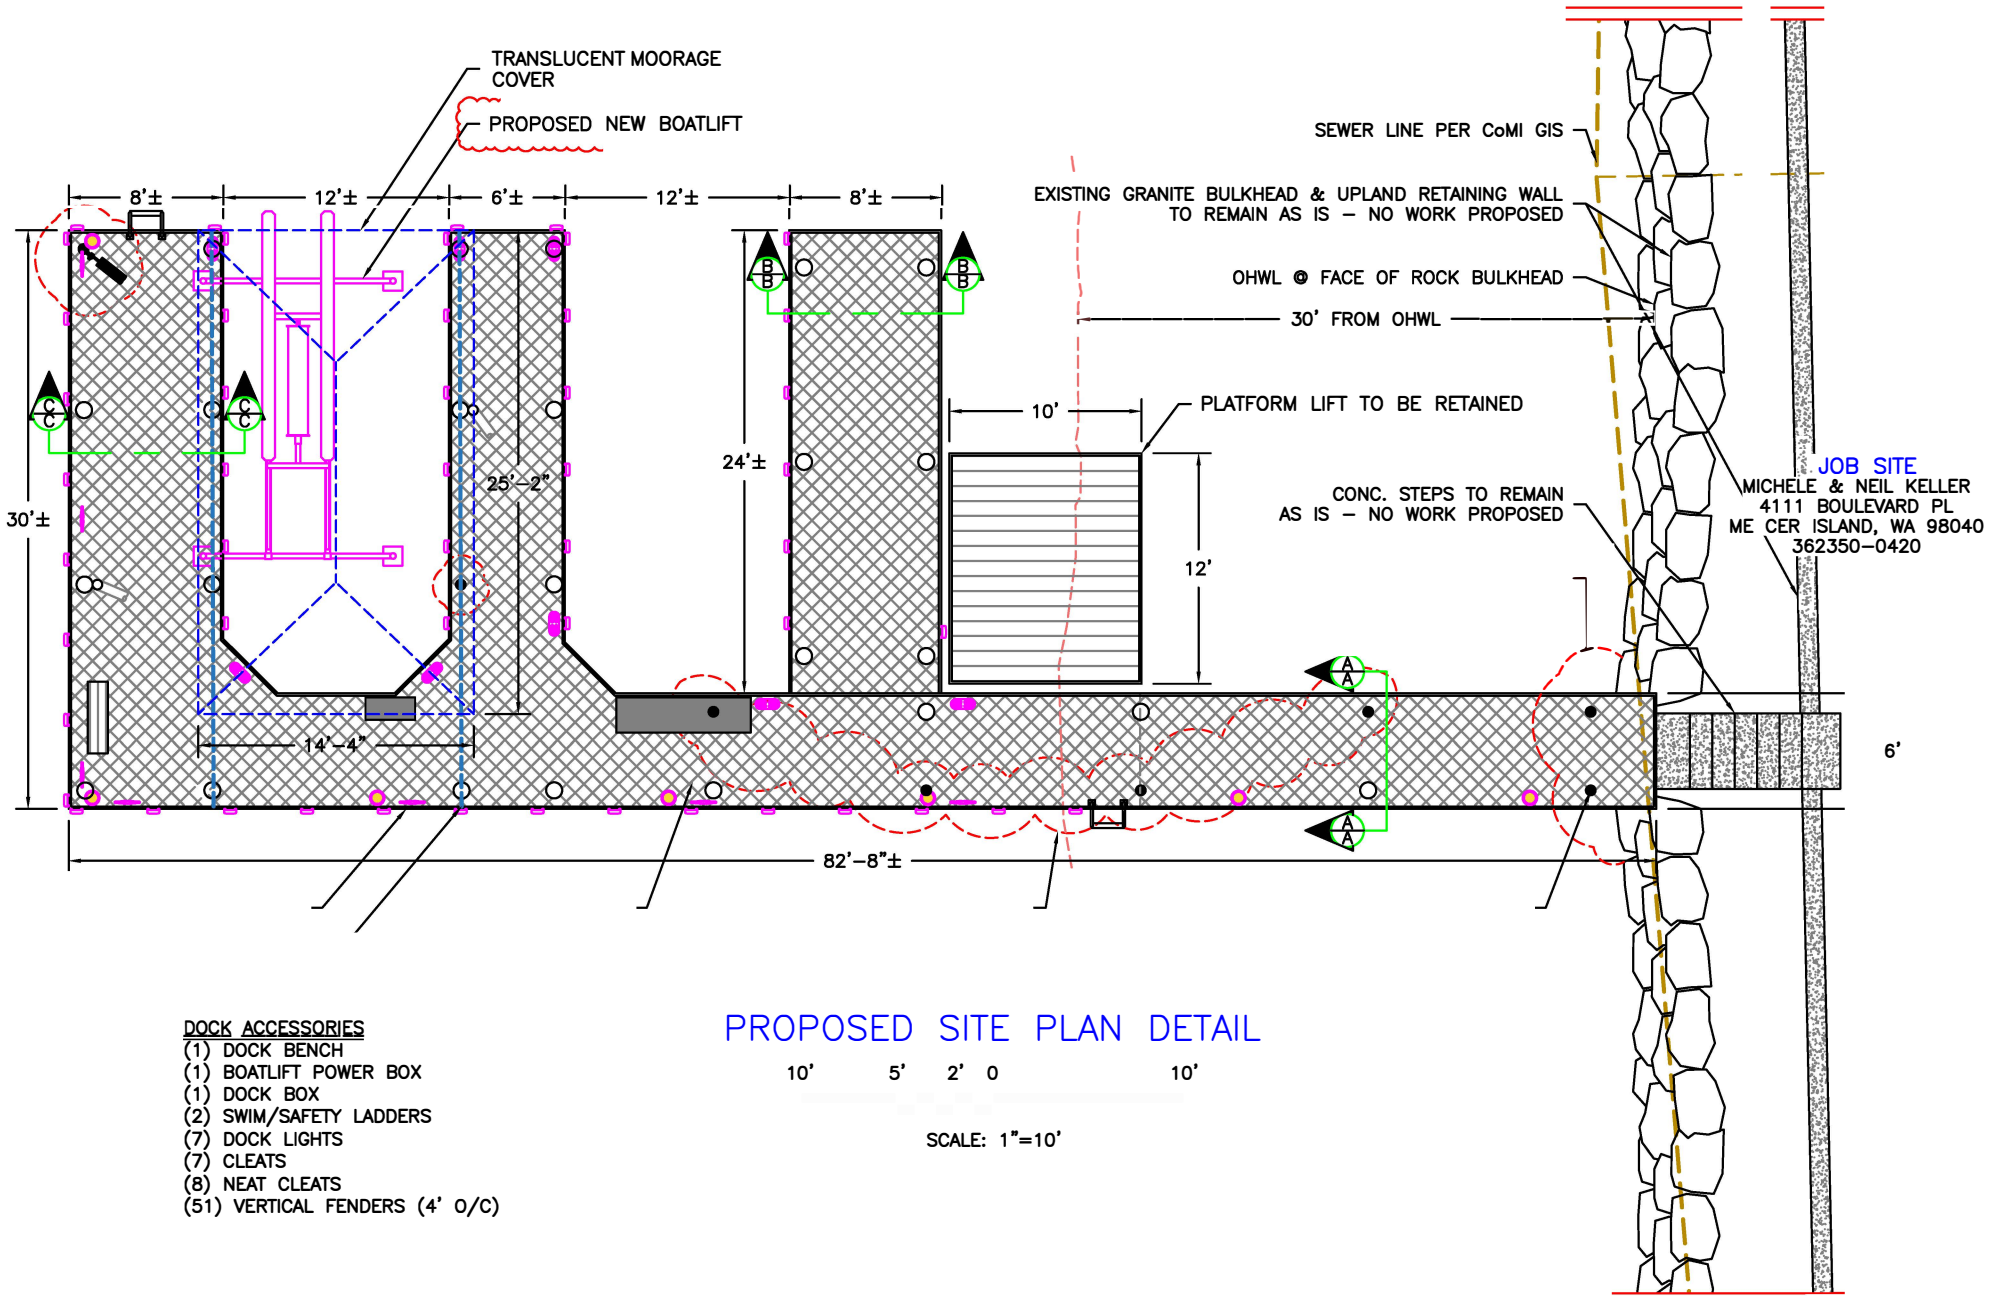 TRANSLUCENT MOORAGE
COVER
PROPOSED NEW BOATLIFT
SEWER LINE PER CoMI GIS
8'±
12'±
6'±
12'±
8'±
EXISTING GRANITE BULKHEAD & UPLAND RETAINING WALL
TO REMAIN AS IS – NO WORK PROPOSED
B
B
B
B
OHWL @ FACE OF ROCK BULKHEAD
30' FROM OHWL
C
C
C
C
10'
PLATFORM LIFT TO BE RETAINED
24'±
25'–2"
30'±
12'
CONC. STEPS TO REMAIN
AS IS – NO WORK PROPOSED
JOB SITE
MICHELE & NEIL KELLER
4111 BOULEVARD PL
ME CER ISLAND, WA 98040
362350–0420
A
A
14'–4"
6'
A
A
82'–8"±
DOCK ACCESSORIES
(1) DOCK BENCH
(1) BOATLIFT POWER BOX
(1) DOCK BOX
(2) SWIM/SAFETY LADDERS
(7) DOCK LIGHTS
(7) CLEATS
(8) NEAT CLEATS
(51) VERTICAL FENDERS (4' O/C)
PROPOSED SITE PLAN DETAIL
10' 5' 2' 0 10'
SCALE: 1"=10'